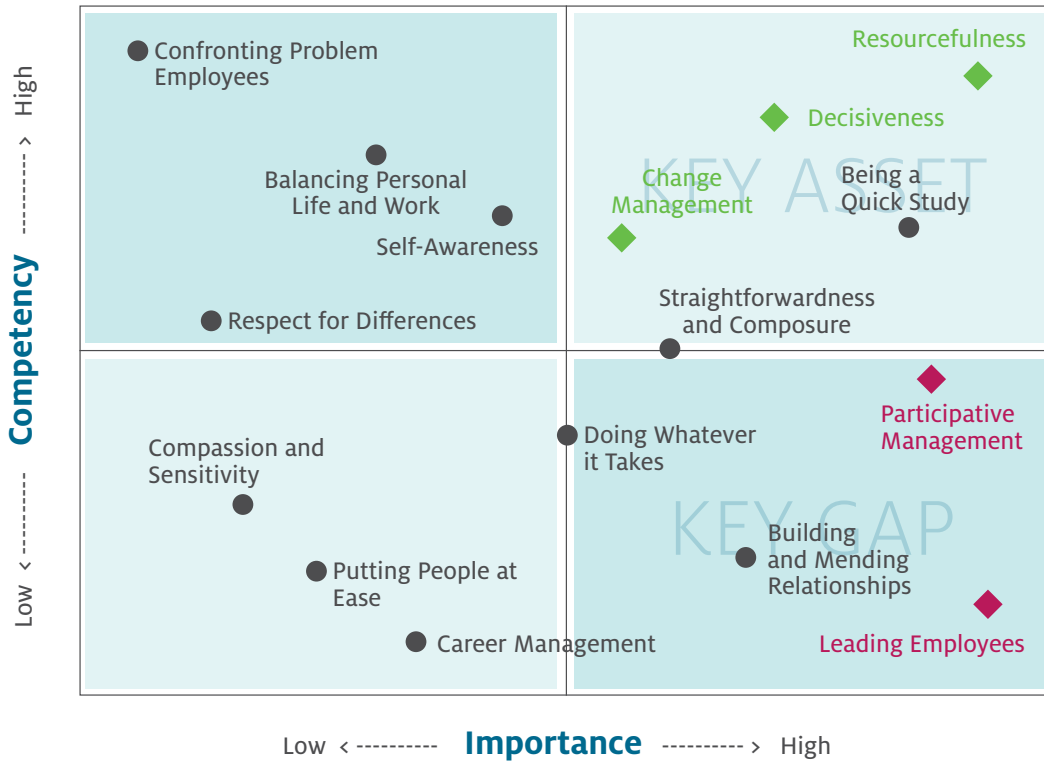 Confronting Problem
Employees
Resourcefulness
Decisiveness
KEY ASSET
Balancing Personal
Life and Work
Change
Management
Being a
Quick Study
Self-Awareness
Respect for Differences
Straightforwardness
and Composure
Participative
Management
Compassion and
Sensitivity
Doing Whatever
it Takes
KEY GAP
Building
and Mending
Relationships
Putting People at
Ease
Career Management
Leading Employees
Low < ---------- Competency ---------- > High
Low < ---------- Importance ---------- > High